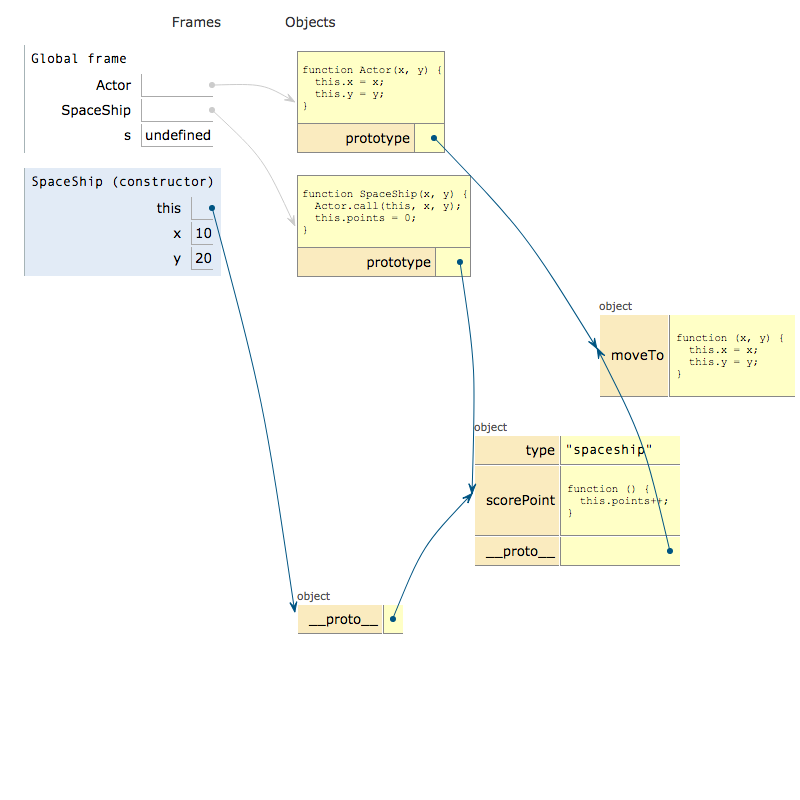 Frames Objects
Global frame
Actor
SpaceShip
s undefined
function Actor(x, y) {
this.x = x;
this.y = y;
}
prototype
SpaceShip (constructor)
this
x 10
y 20
function SpaceShip(x, y) {
Actor.call(this, x, y);
this.points = 0;
}
prototype
object
moveTo
function (x, y) {
this.x = x;
this.y = y;
}
object
type "spaceship"
scorePoint
function () {
this.points++;
}
__proto__
object
__proto__